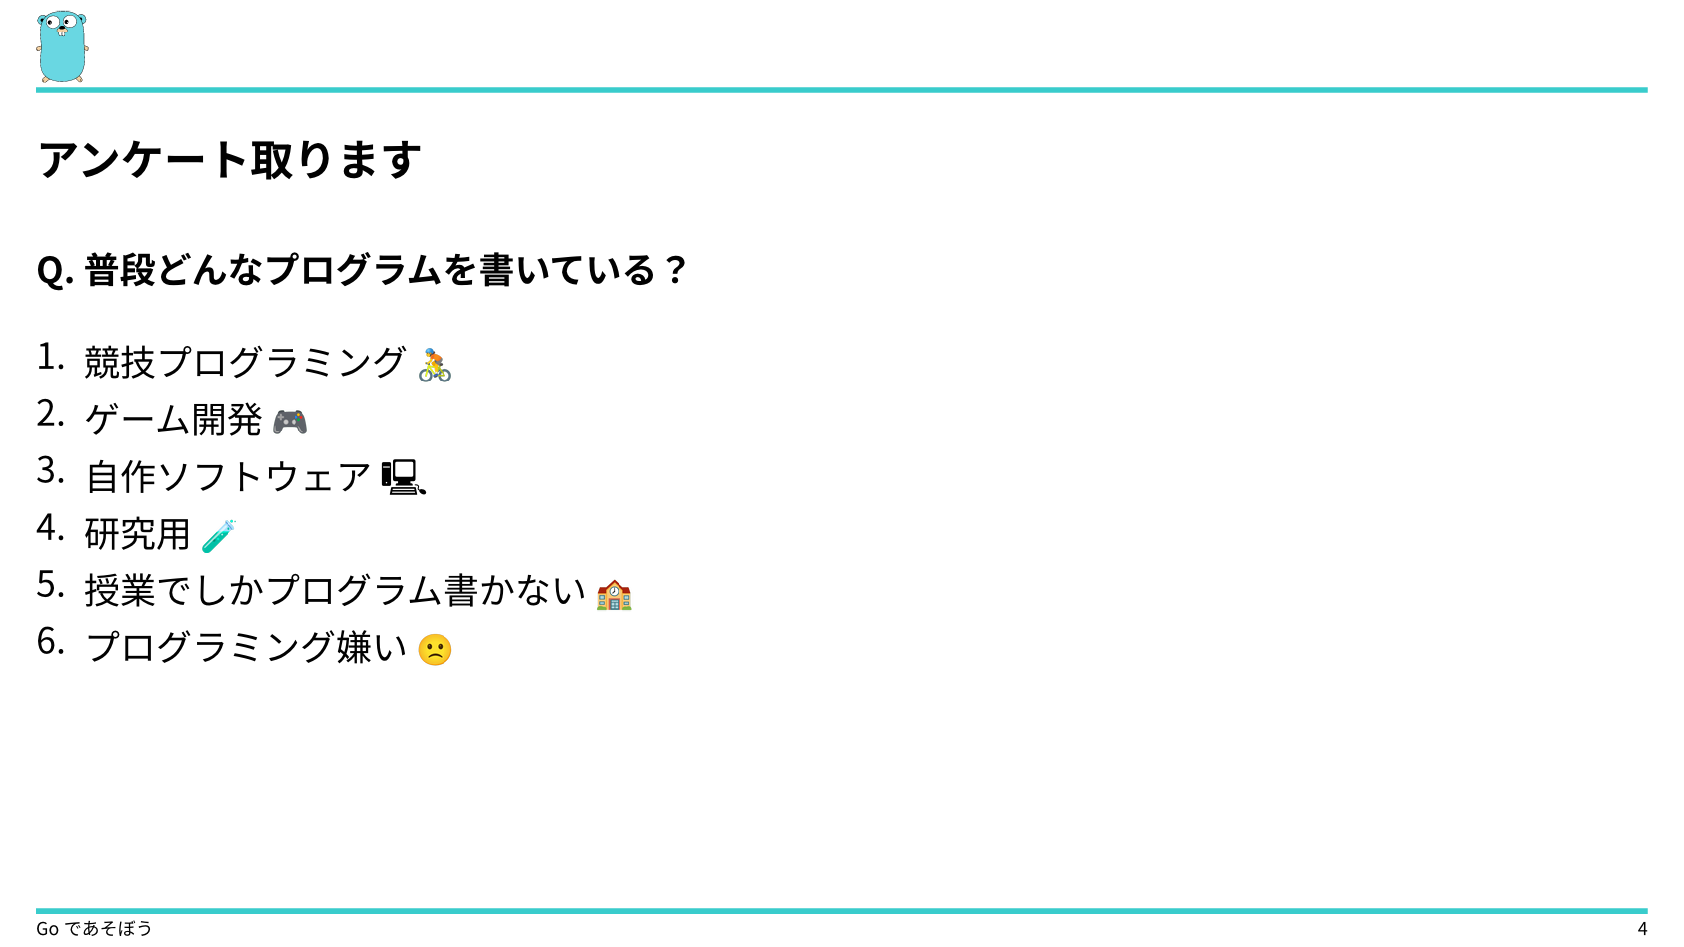 アンケート取ります
Q. 普段どんなプログラムを書いている？
1. 競技プログラミング 🚴
2. ゲーム開発 🎮
3. 自作ソフトウェア 🖳
4. 研究用 🧪
5. 授業でしかプログラム書かない 🏫
6. プログラミング嫌い 🙁
Go であそぼう
4